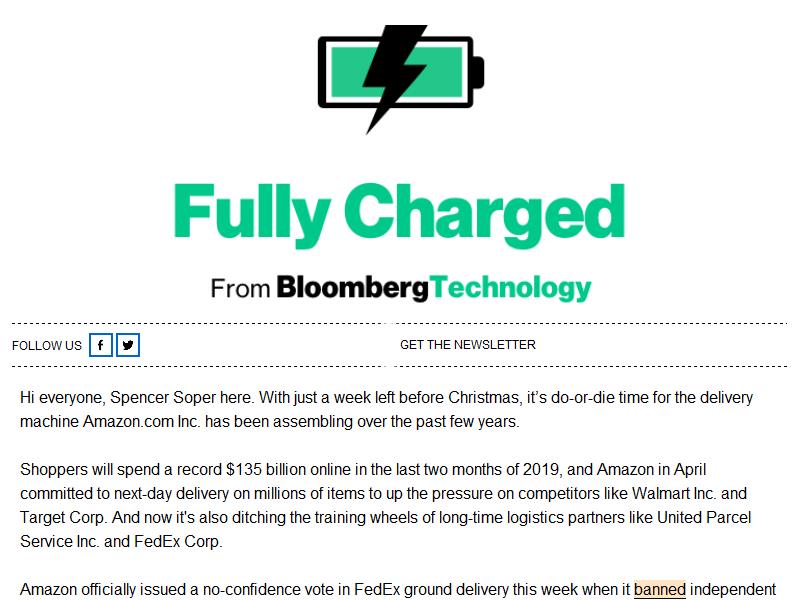 Fully Charged
From BloombergTechnology
FOLLOW US
GET THE NEWSLETTER
Hi everyone, Spencer Soper here. With just a week left before Christmas, it’s do-or-die time for the delivery
machine Amazon.com Inc. has been assembling over the past few years.
Shoppers will spend a record $135 billion online in the last two months of 2019, and Amazon in April
committed to next-day delivery on millions of items to up the pressure on competitors like Walmart Inc. and
Target Corp. And now it's also ditching the training wheels of long-time logistics partners like United Parcel
Service Inc. and FedEx Corp.
Amazon officially issued a no-confidence vote in FedEx ground delivery this week when it banned independent